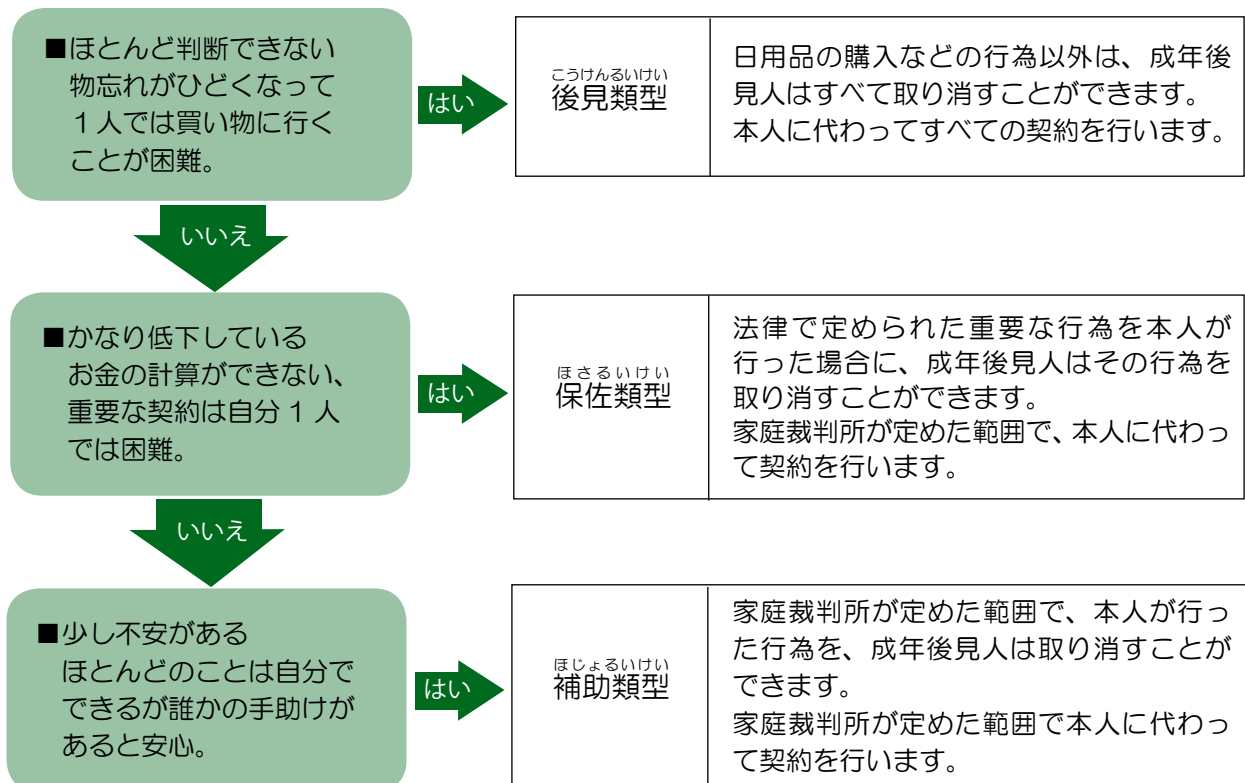 ■ほとんど判断できない
物忘れがひどくなって
1人では買い物に行く
ことが困難。
はい
こうけんるいけい
後見類型
日用品の購入などの行為以外は、成年後
見人はすべて取り消すことができます。
本人に代わってすべての契約を行います。
いいえ
■かなり低下している
お金の計算ができない、
重要な契約は自分1人
では困難。
はい
ほさるいけい
保佐類型
法律で定められた重要な行為を本人が
行った場合に、成年後見人はその行為を
取り消すことができます。
家庭裁判所が定めた範囲で、本人に代わっ
て契約を行います。
いいえ
■少し不安がある
ほとんどのことは自分で
できるが誰かの手助けが
あると安心。
はい
ほじょるいけい
補助類型
家庭裁判所が定めた範囲で、本人が行っ
た行為を、成年後見人は取り消すことが
できます。
家庭裁判所が定めた範囲で本人に代わっ
て契約を行います。